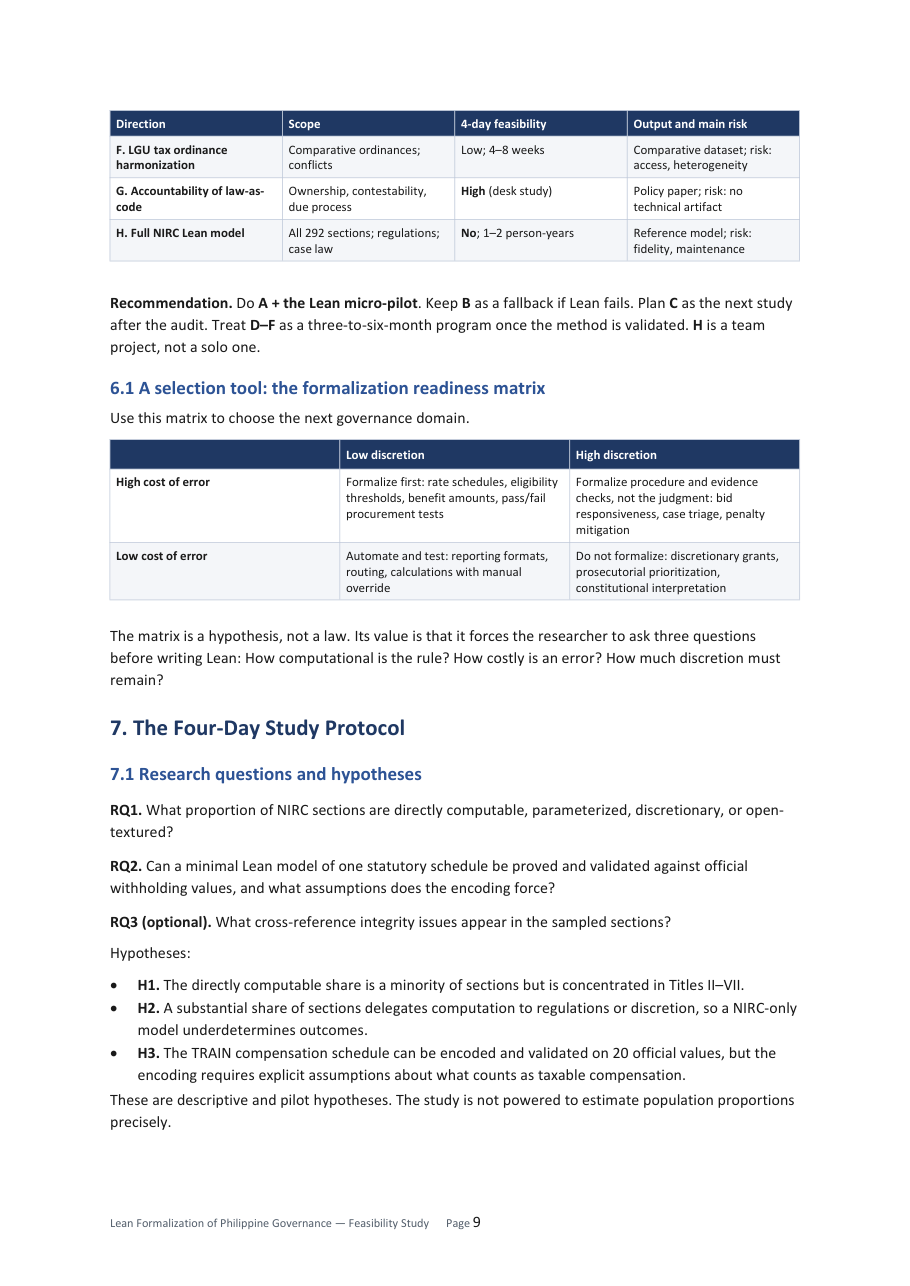 Direction Scope 4-day feasibility Output and main risk
F. LGU tax ordinance harmonization Comparative ordinances; conflicts Low; 4–8 weeks Comparative dataset; risk: access, heterogeneity
G. Accountability of law-as-code Ownership, contestability, due process High (desk study) Policy paper; risk: no technical artifact
H. Full NIRC Lean model All 292 sections; regulations; case law No; 1–2 person-years Reference model; risk: fidelity, maintenance
Recommendation. Do A + the Lean micro-pilot. Keep B as a fallback if Lean fails. Plan C as the next study
after the audit. Treat D–F as a three-to-six-month program once the method is validated. H is a team
project, not a solo one.
6.1 A selection tool: the formalization readiness matrix
Use this matrix to choose the next governance domain.
Low discretion High discretion
High cost of error Formalize first: rate schedules, eligibility thresholds, benefit amounts, pass/fail procurement tests Formalize procedure and evidence checks, not the judgment: bid responsiveness, case triage, penalty mitigation
Low cost of error Automate and test: reporting formats, routing, calculations with manual override Do not formalize: discretionary grants, prosecutorial prioritization, constitutional interpretation
The matrix is a hypothesis, not a law. Its value is that it forces the researcher to ask three questions
before writing Lean: How computational is the rule? How costly is an error? How much discretion must
remain?
7. The Four-Day Study Protocol
7.1 Research questions and hypotheses
RQ1. What proportion of NIRC sections are directly computable, parameterized, discretionary, or open-
textured?
RQ2. Can a minimal Lean model of one statutory schedule be proved and validated against official
withholding values, and what assumptions does the encoding force?
RQ3 (optional). What cross-reference integrity issues appear in the sampled sections?
Hypotheses:
• H1. The directly computable share is a minority of sections but is concentrated in Titles II–VII.
• H2. A substantial share of sections delegates computation to regulations or discretion, so a NIRC-only
model underdetermines outcomes.
• H3. The TRAIN compensation schedule can be encoded and validated on 20 official values, but the
encoding requires explicit assumptions about what counts as taxable compensation.
These are descriptive and pilot hypotheses. The study is not powered to estimate population proportions
precisely.
Lean Formalization of Philippine Governance — Feasibility Study Page 9